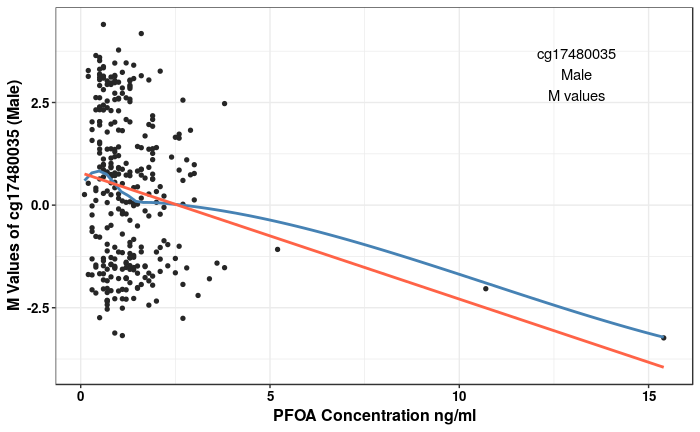 cg17480035
Male
M values
M Values of cg17480035 (Male)
2.5
0.0
-2.5
0
5
10
15
PFOA Concentration ng/ml